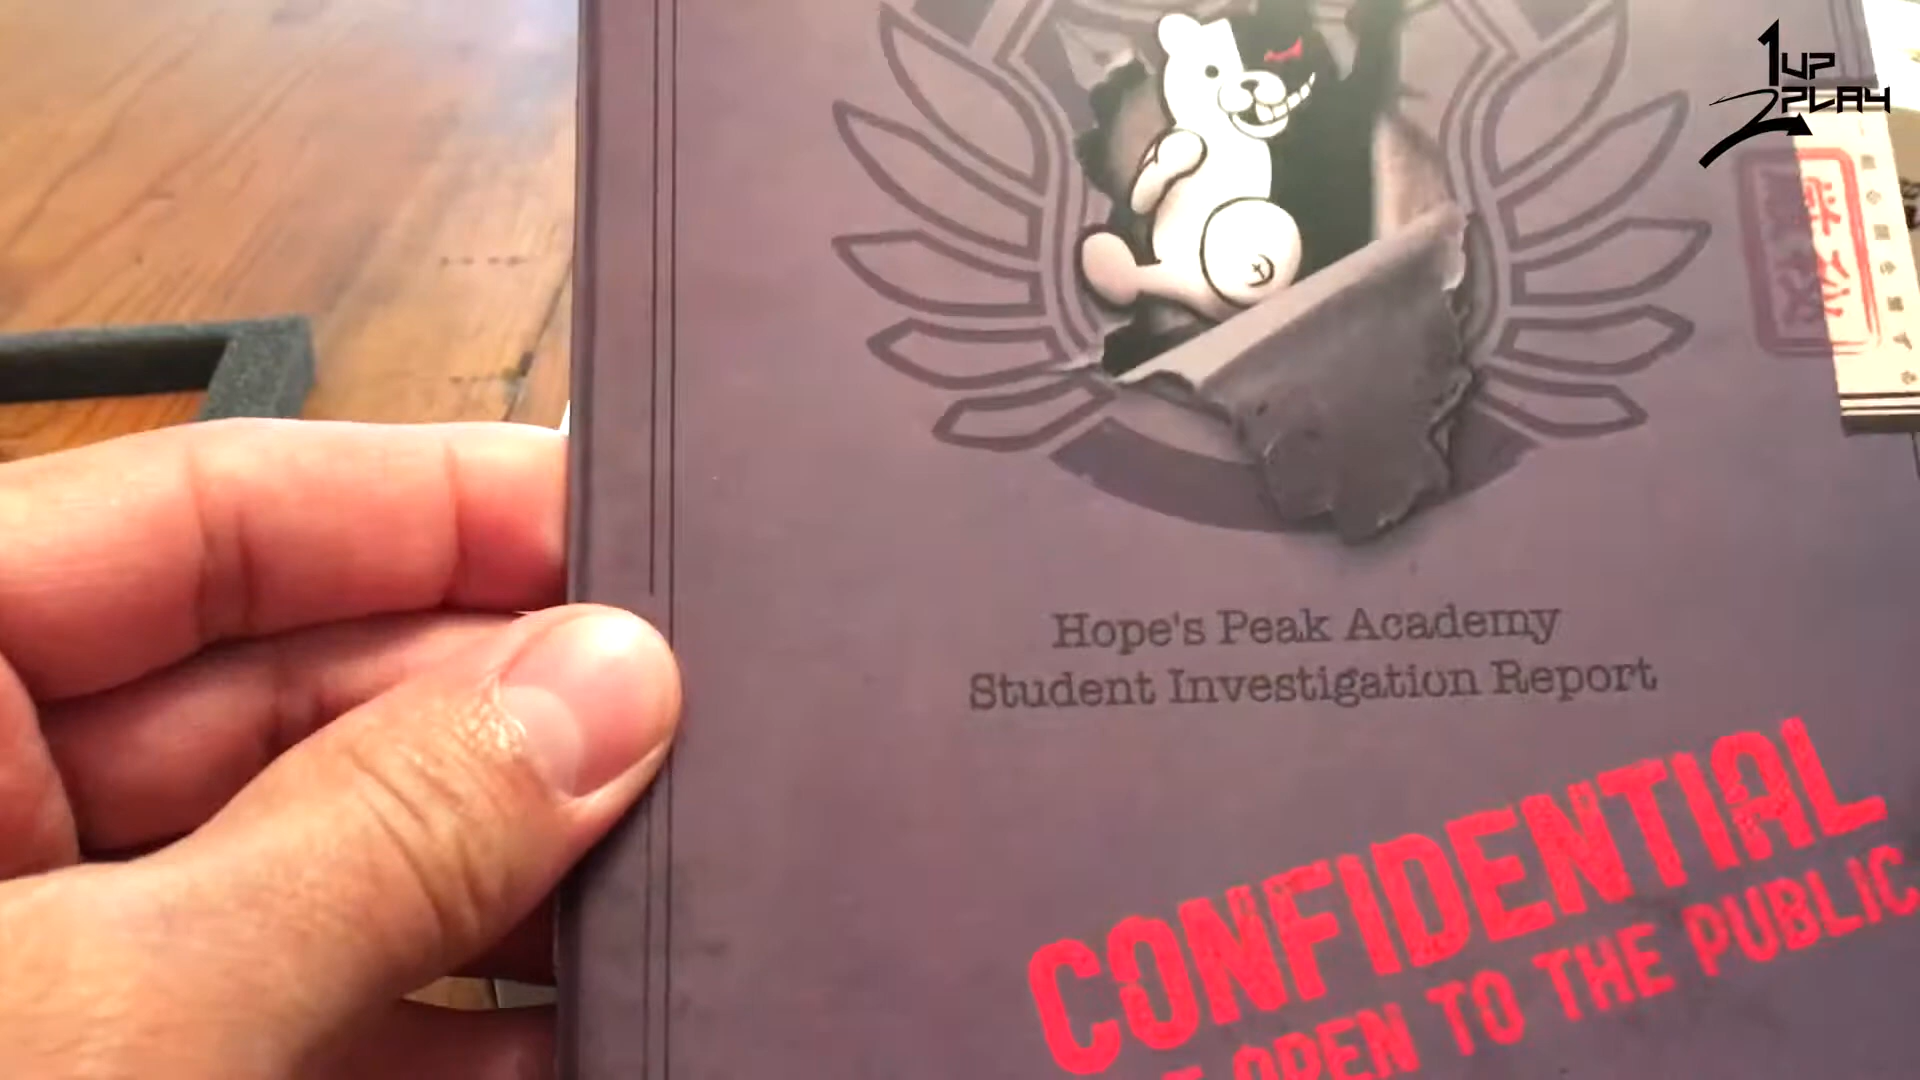 1UP
2PLAY
Hope's Peak Academy
Student Investigation Report
CONFIDENTIAL
OPEN TO THE PUBLIC